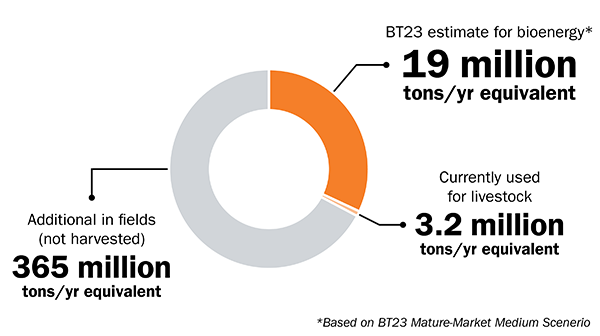 BT23 estimate for bioenergy*
19 million
tons/yr equivalent
Currently used
for livestock
3.2 million
tons/yr equivalent
Additional in fields
(not harvested)
365 million
tons/yr equivalent
*Based on BT23 Mature-Market Medium Scenerio